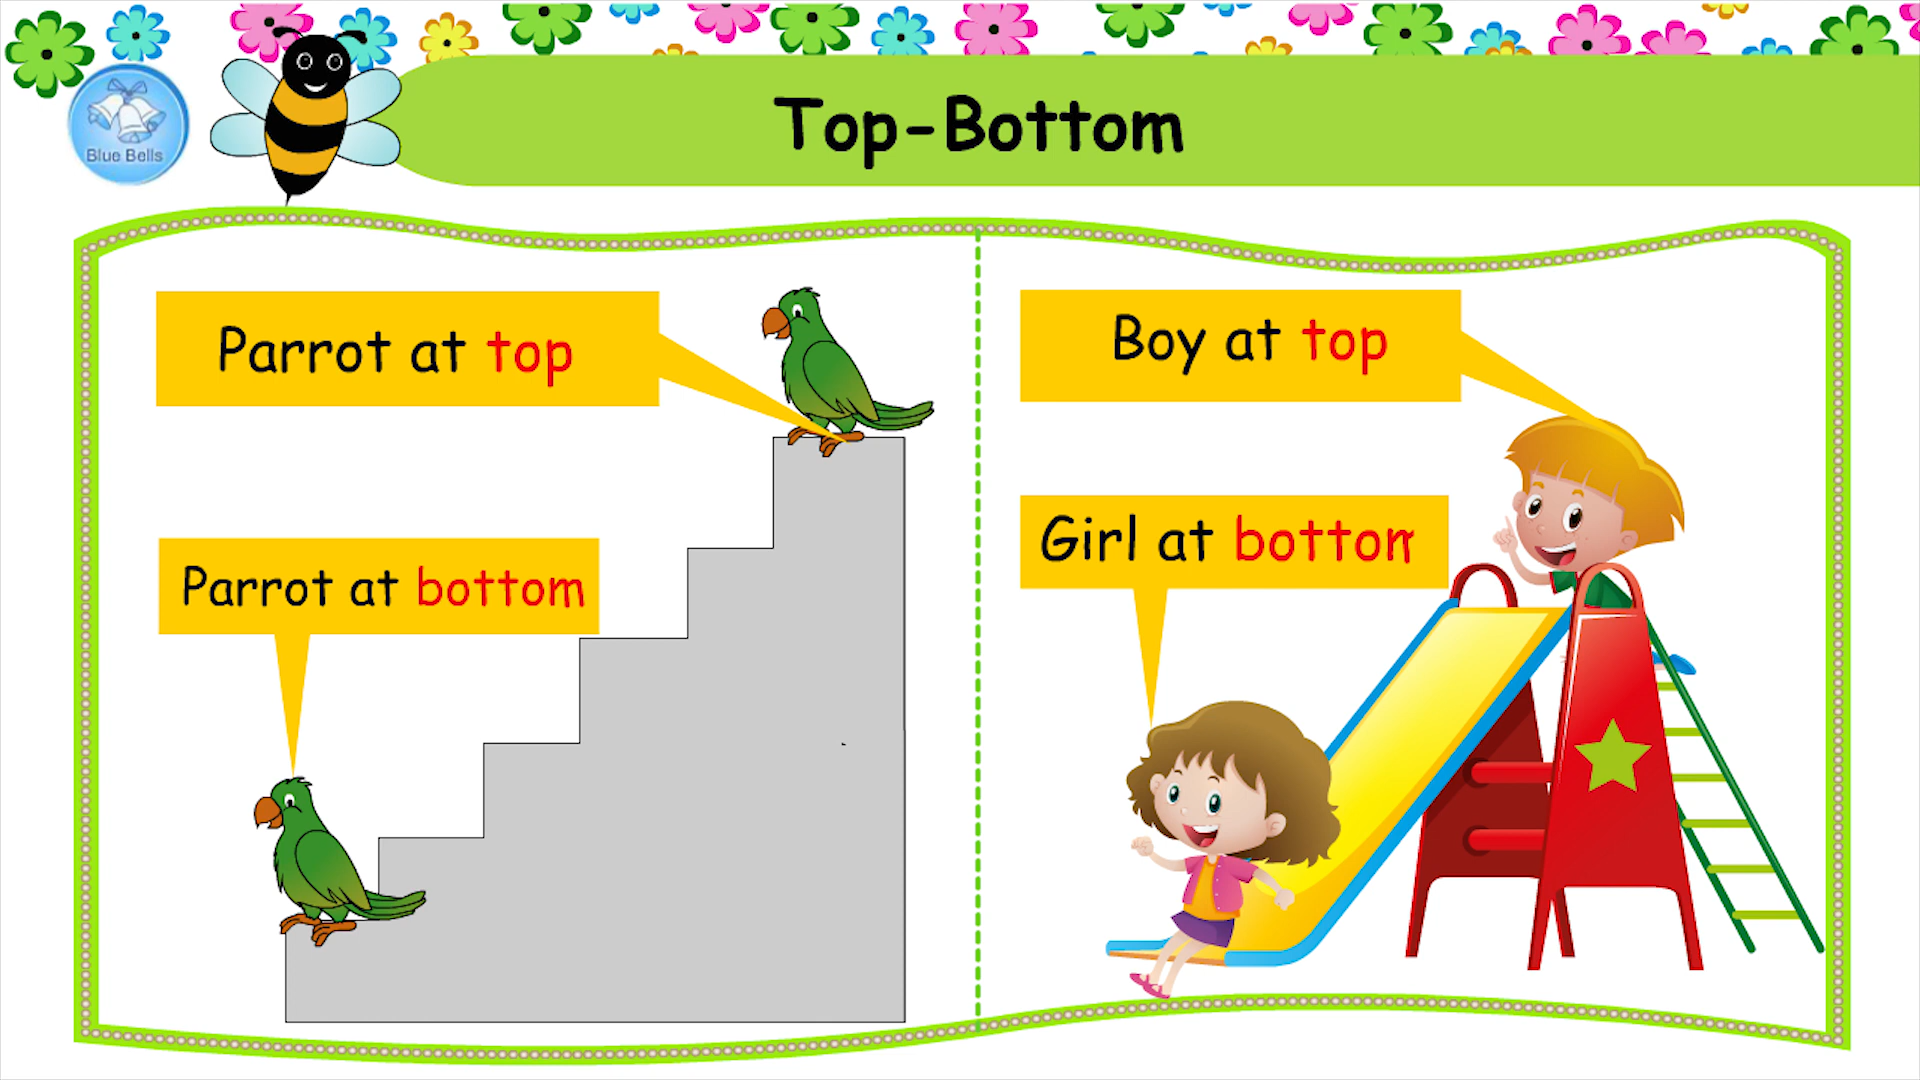 Blue Bells
Top-Bottom
Parrot at top
Parrot at bottom
Boy at top
Girl at bottom